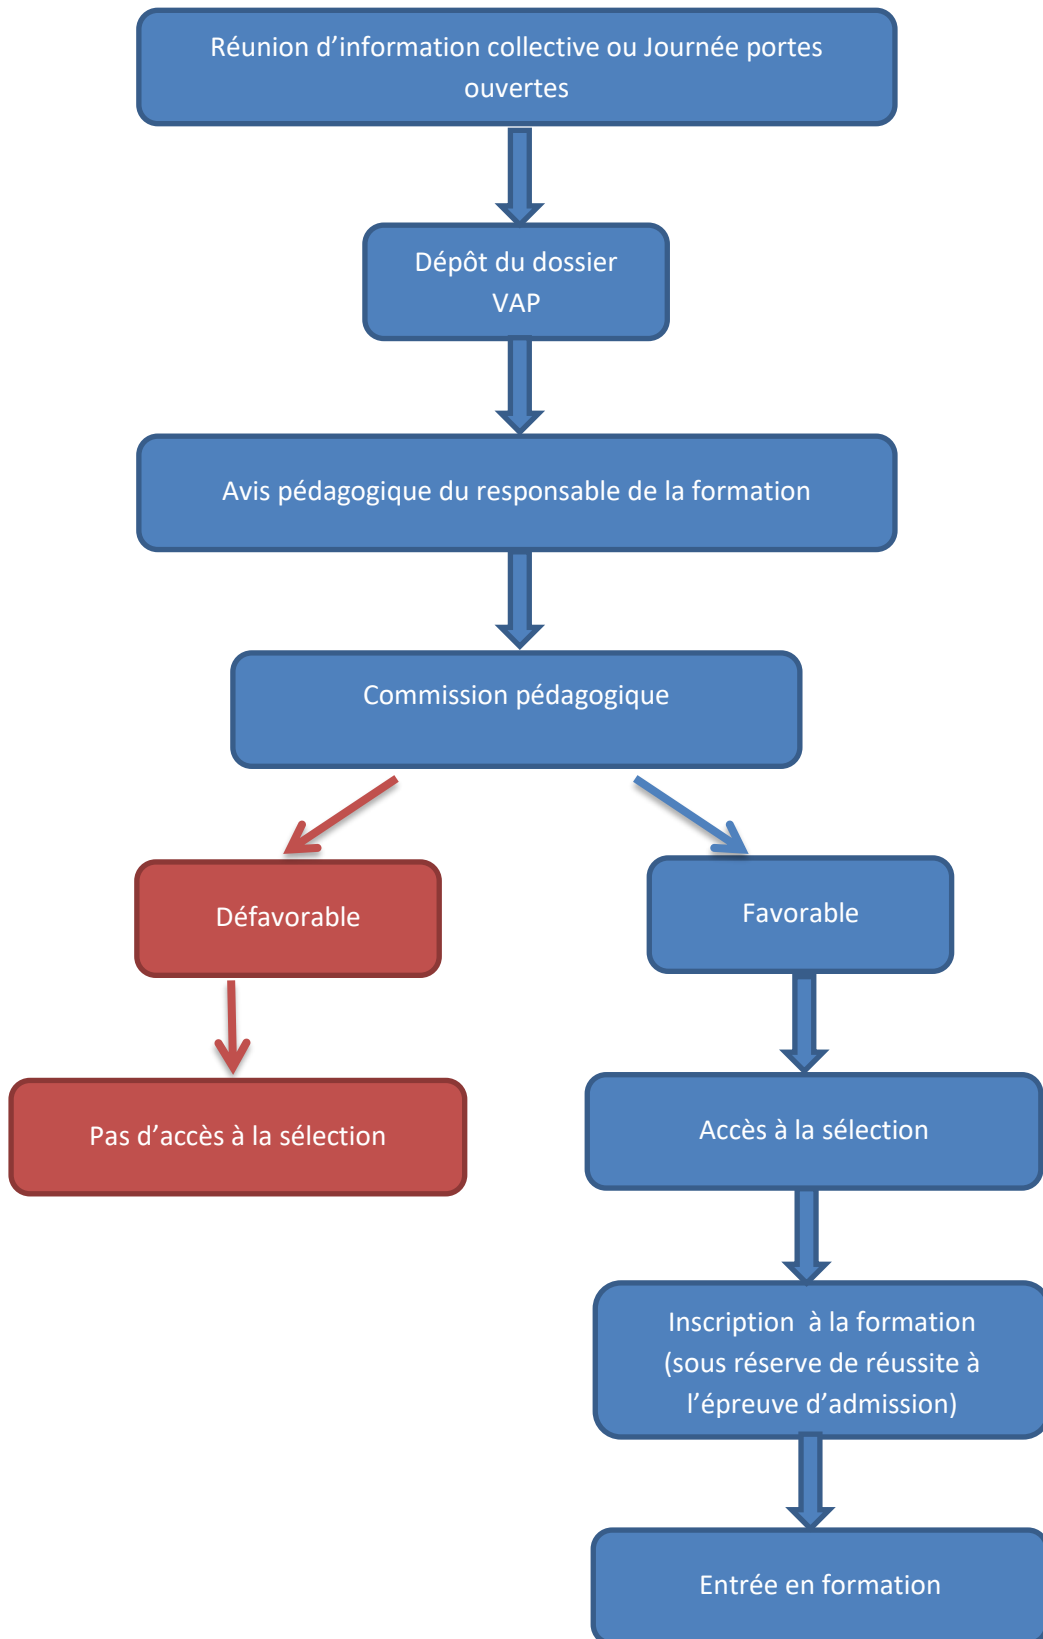 Réunion d’information collective ou Journée portes
ouvertes
Dépôt du dossier
VAP
Avis pédagogique du responsable de la formation
Commission pédagogique
Défavorable
Favorable
Pas d’accès à la sélection
Accès à la sélection
Inscription  à la formation
(sous réserve de réussite à
l’épreuve d’admission)
Entrée en formation